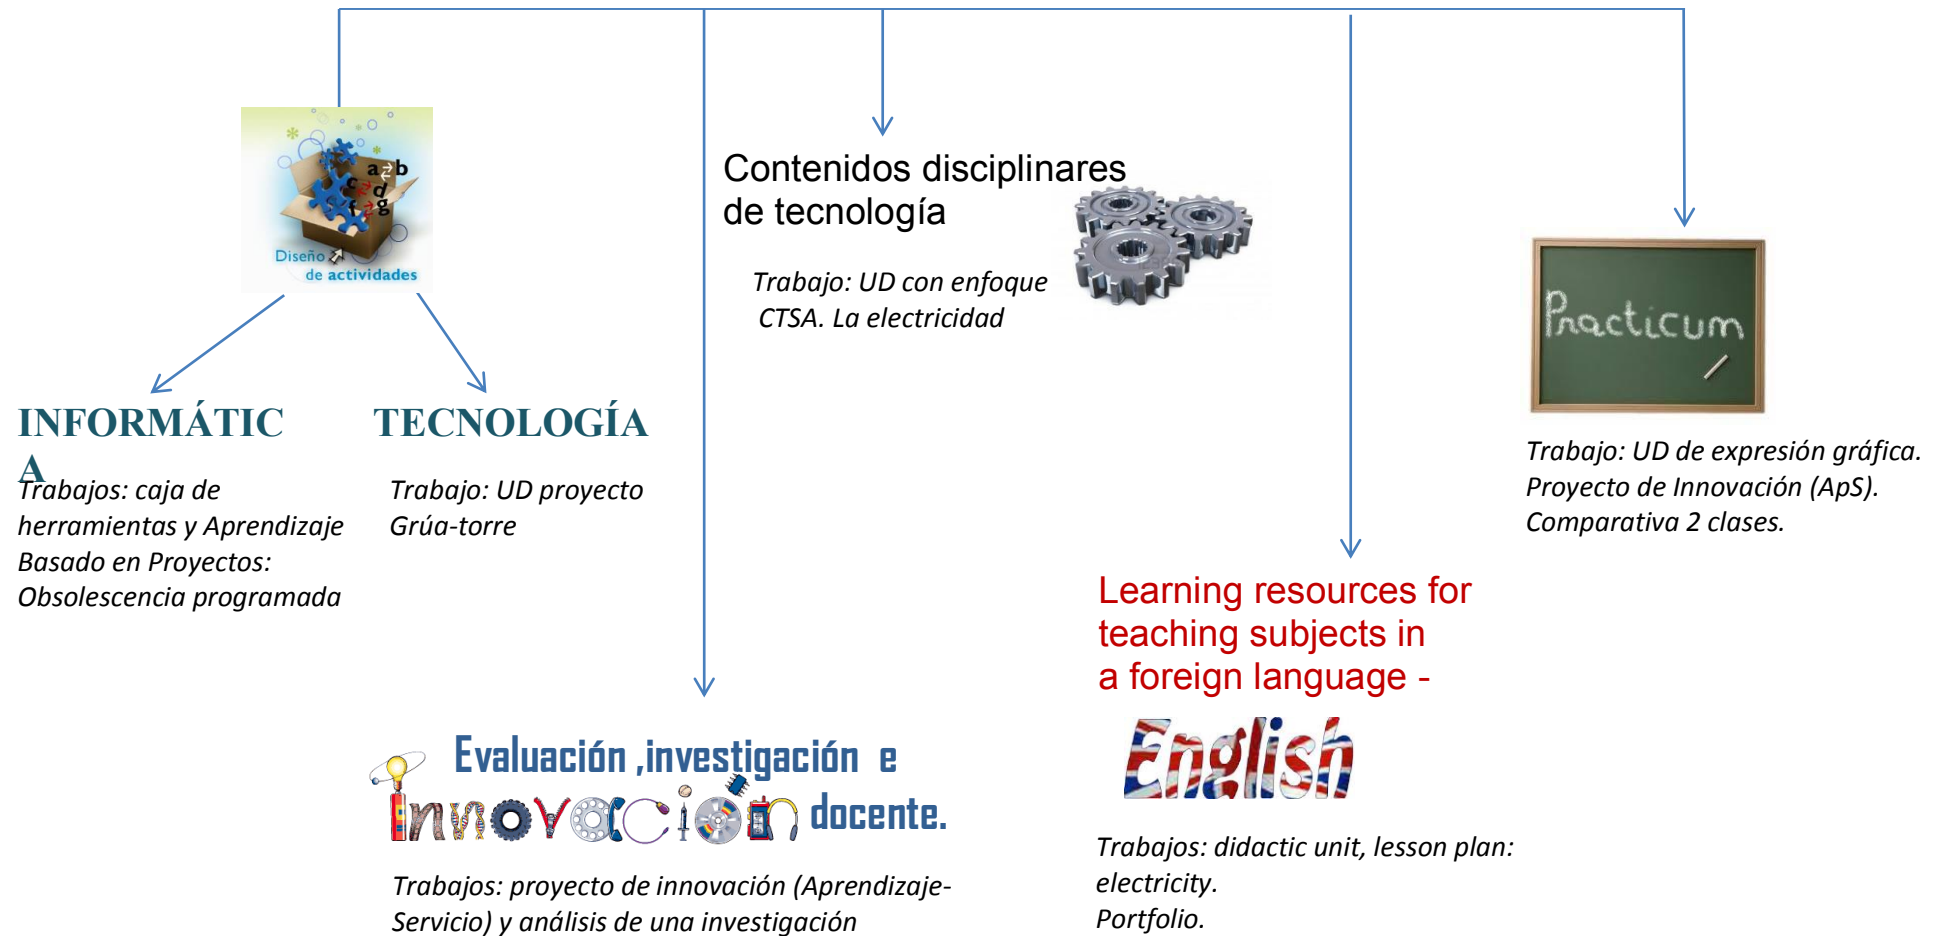 a⇄b
c⇄d
f⇄g
Diseño
de actividades
INFORMÁTIC
A
Trabajos: caja de
herramientas y Aprendizaje
Basado en Proyectos:
Obsolescencia programada
TECNOLOGÍA
Trabajo: UD proyecto
Grúa-torre
Evaluación ,investigación e
innovación docente.
Trabajos: proyecto de innovación (Aprendizaje-
Servicio) y análisis de una investigación
Contenidos disciplinares
de tecnología
Trabajo: UD con enfoque
CTSA. La electricidad
Learning resources for
teaching subjects in
a foreign language -
English
Trabajos: didactic unit, lesson plan:
electricity.
Portfolio.
Practicum
Trabajo: UD de expresión gráfica.
Proyecto de Innovación (ApS).
Comparativa 2 clases.